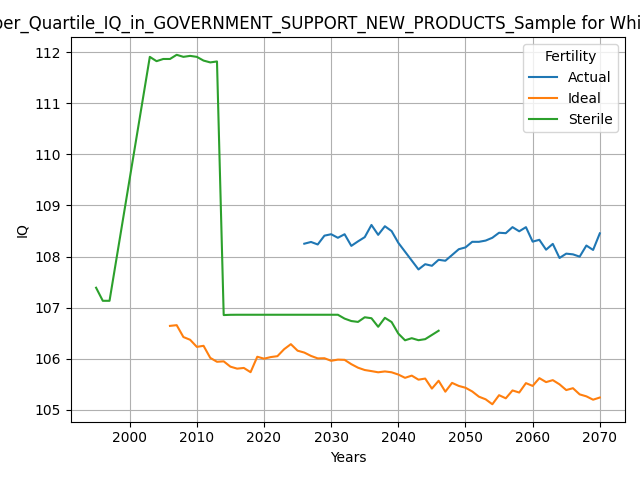 per_Quartile_IQ_in_GOVERNMENT_SUPPORT_NEW_PRODUCTS_Sample for Whi
Fertility
Actual
Ideal
Sterile
IQ
112
111
110
109
108
107
106
105
2000 2010 2020 2030 2040 2050 2060 2070
Years